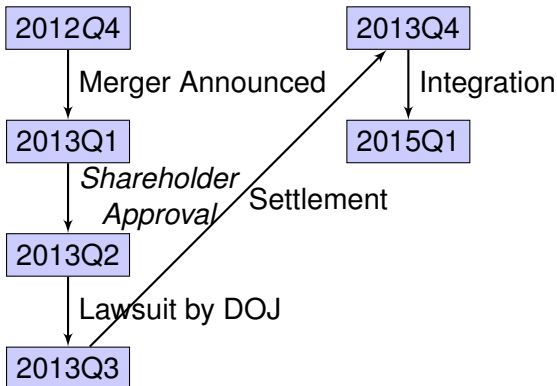 2012Q4
2013Q4
Merger Announced
Integration
2013Q1
2015Q1
Shareholder
Approval
Settlement
2013Q2
Lawsuit by DOJ
2013Q3